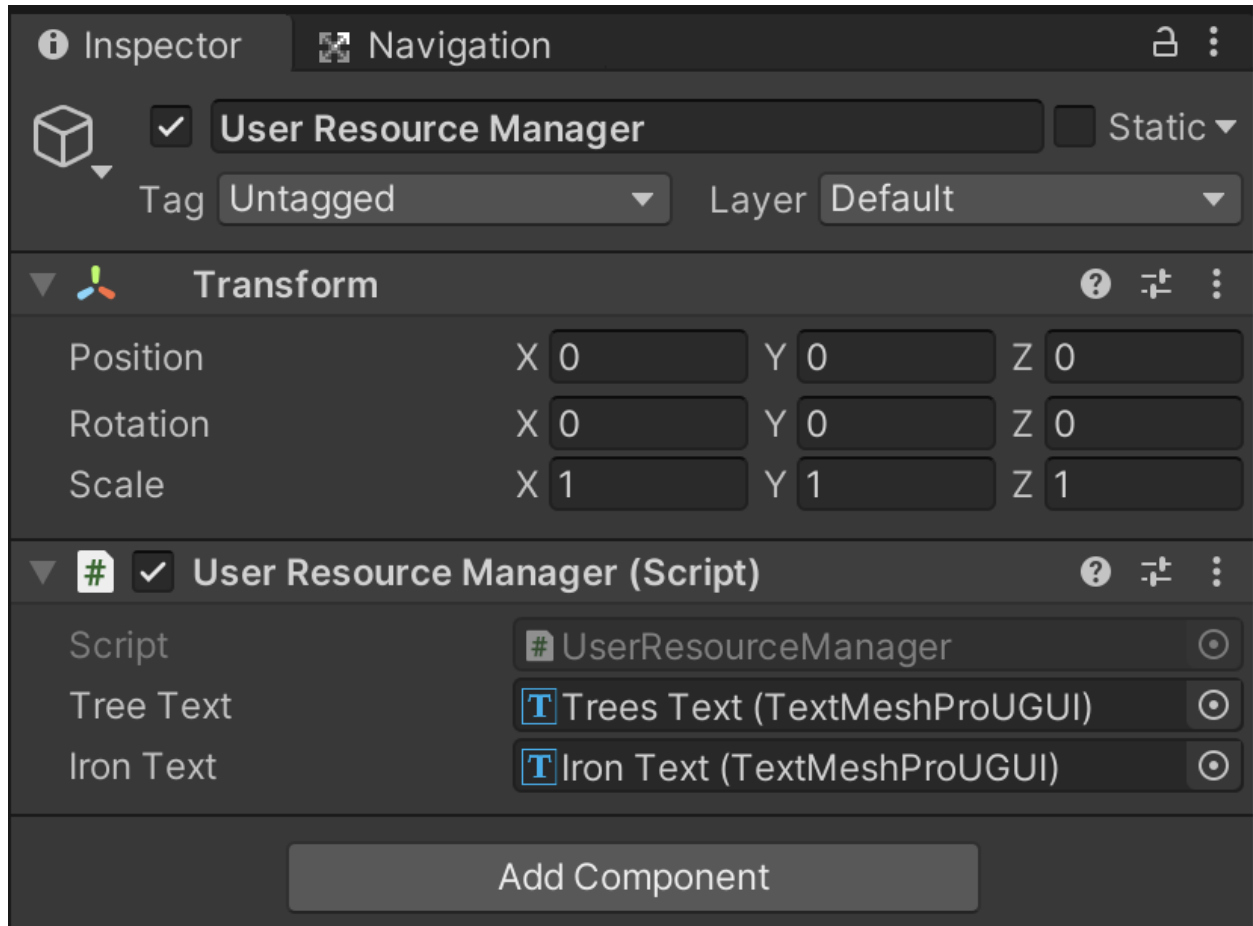 Inspector Navigation
User Resource Manager Static
Tag Untagged Layer Default
Transform
Position X 0 Y 0 Z 0
Rotation X 0 Y 0 Z 0
Scale X 1 Y 1 Z 1
# User Resource Manager (Script)
Script # UserResourceManager
Tree Text T Trees Text (TextMeshProUGUI)
Iron Text T Iron Text (TextMeshProUGUI)
Add Component